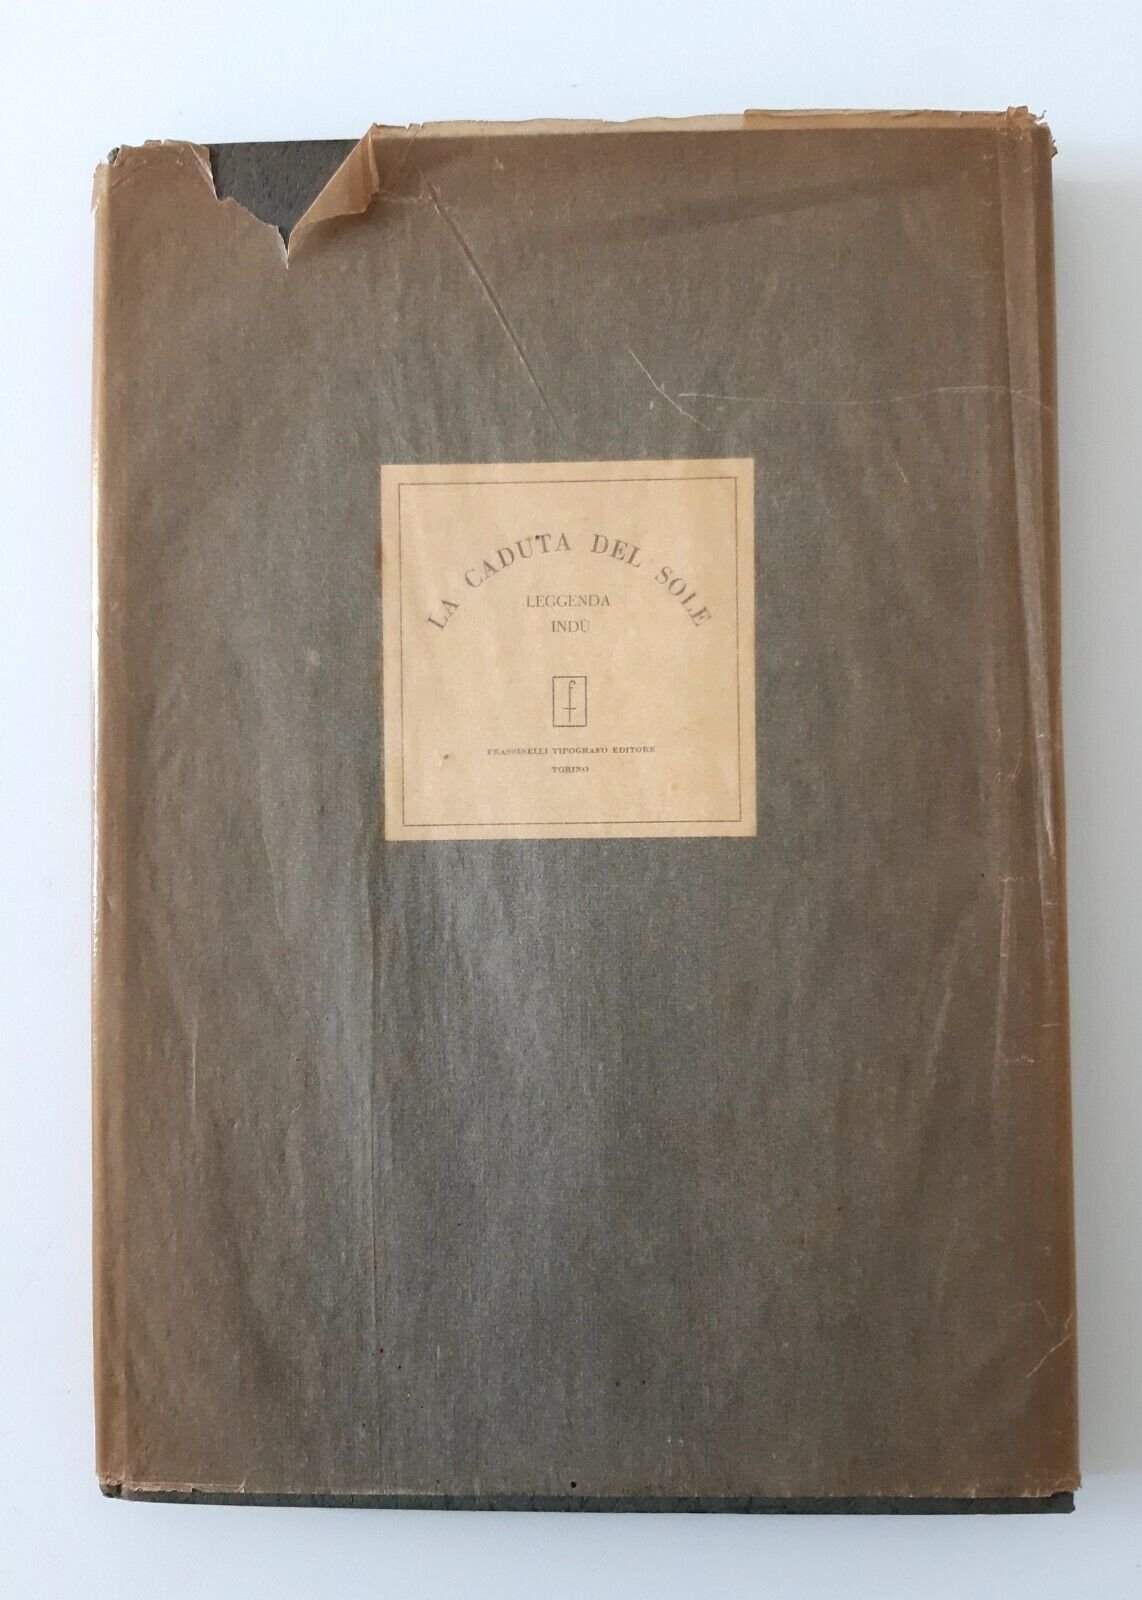 LA CADUTA DEL SOLE
LEGGENDA
INDÙ
f
FRASSINELLI TIPOGRAFO EDITORE
TORINO